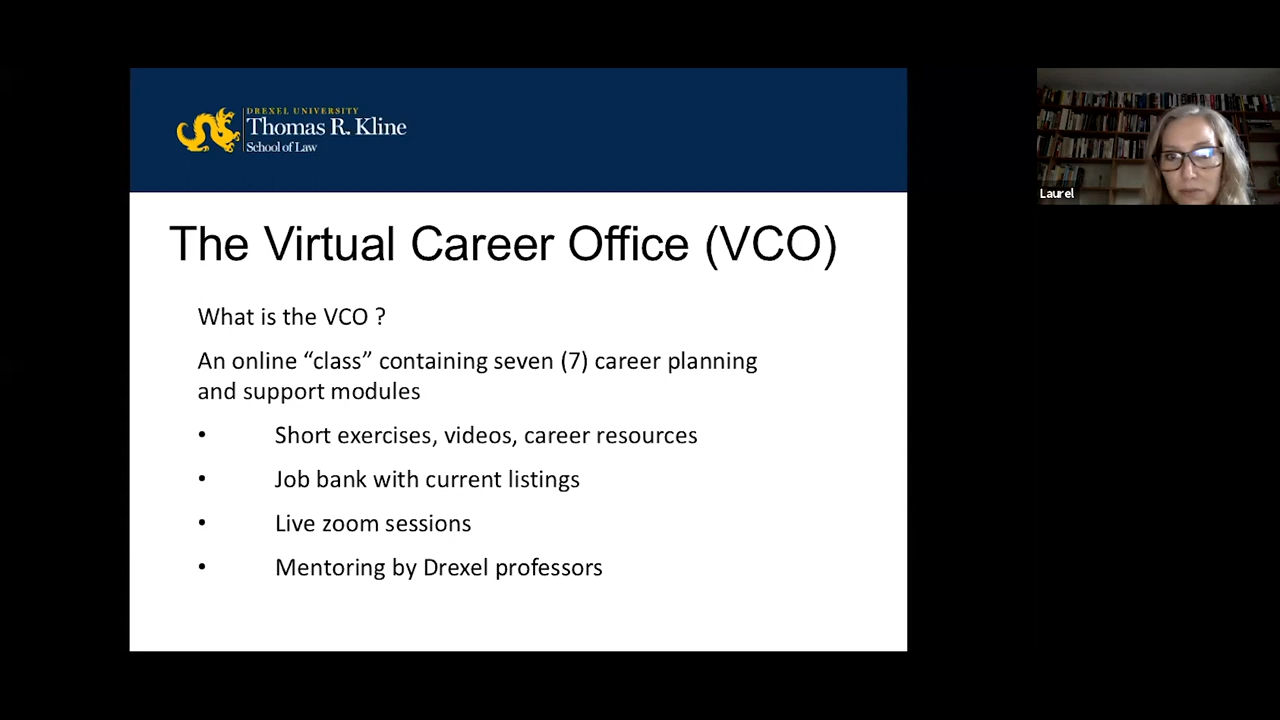 DREXEL UNIVERSITY
Thomas R. Kline
School of Law
Laurel
The Virtual Career Office (VCO)
What is the VCO ?
An online “class” containing seven (7) career planning
and support modules
• Short exercises, videos, career resources
• Job bank with current listings
• Live zoom sessions
• Mentoring by Drexel professors